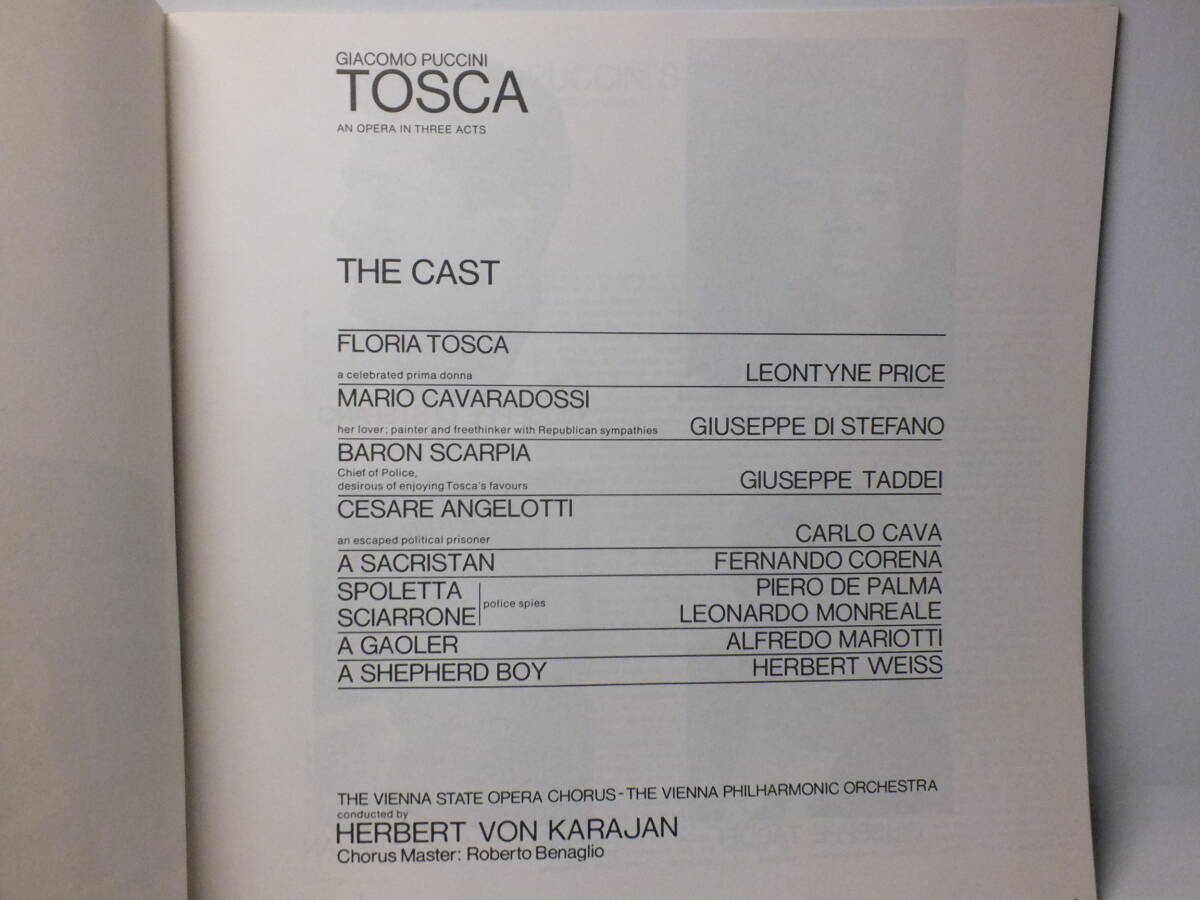 GIACOMO PUCCINI
TOSCA
AN OPERA IN THREE ACTS
THE CAST
FLORIA TOSCA
a celebrated prima donna LEONTYNE PRICE
MARIO CAVARADOSSI
her lover; painter and freethinker with Republican sympathies GIUSEPPE DI STEFANO
BARON SCARPIA
Chief of Police,
desirous of enjoying Tosca's favours GIUSEPPE TADDEI
CESARE ANGELOTTI
an escaped political prisoner CARLO CAVA
A SACRISTAN FERNANDO CORENA
SPOLETTA PIERO DE PALMA
police spies
SCIARRONE LEONARDO MONREALE
A GAOLER ALFREDO MARIOTTI
A SHEPHERD BOY HERBERT WEISS
THE VIENNA STATE OPERA CHORUS - THE VIENNA PHILHARMONIC ORCHESTRA
conducted by
HERBERT VON KARAJAN
Chorus Master: Roberto Benaglio